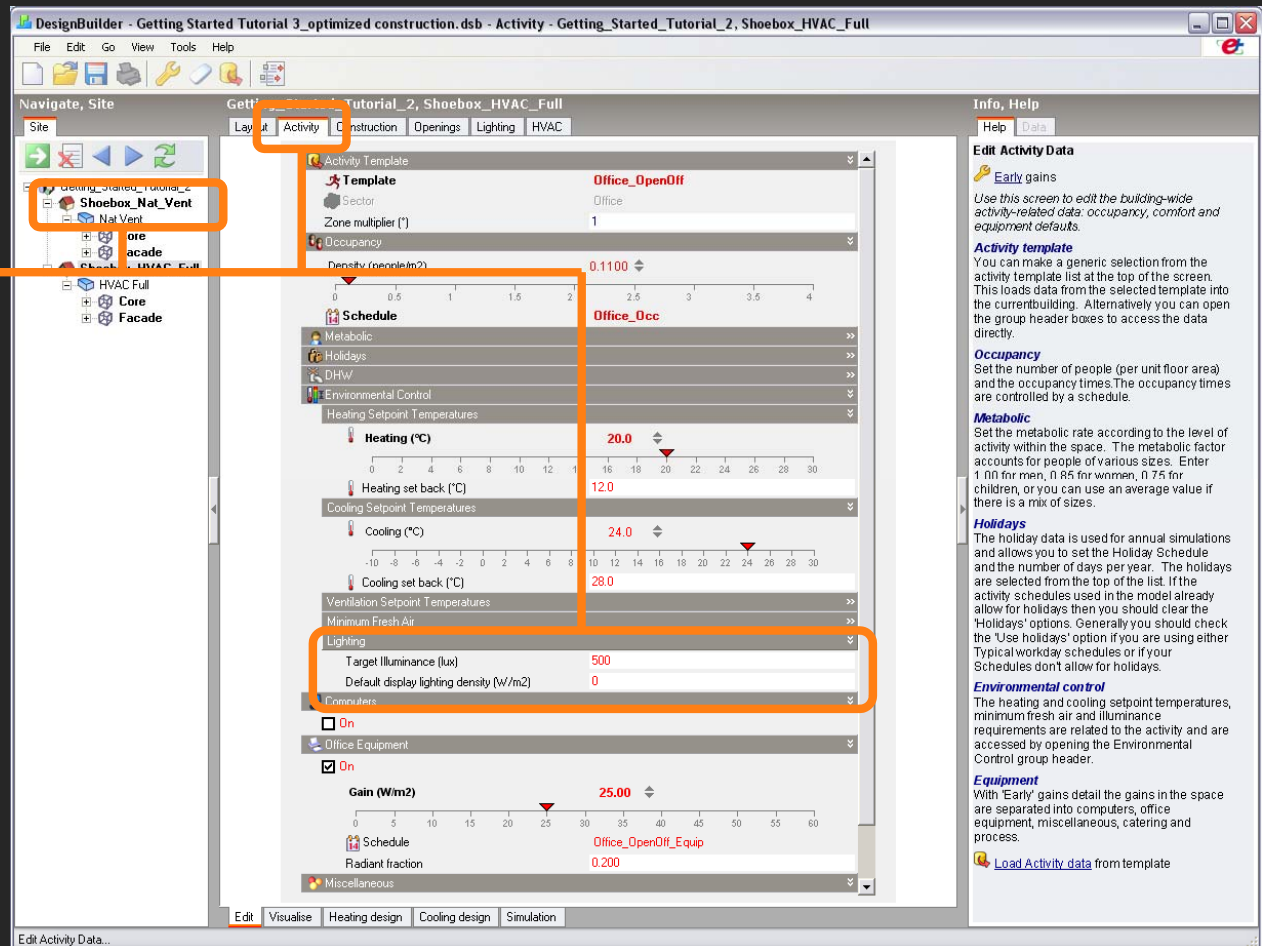 DesignBuilder - Getting Started Tutorial 3_optimized construction.dsb - Activity - Getting_Started_Tutorial_2, Shoebox_HVAC_Full
File Edit Go View Tools Help
Navigate, Site
Site
Getting_Started_Tutorial_2
Shoebox_Nat_Vent
Nat Vent
Core
Facade
Shoebox_HVAC_Full
HVAC Full
Core
Facade
Getting_Started_Tutorial_2, Shoebox_HVAC_Full
Layout Activity Construction Openings Lighting HVAC
Activity Template
Template Office_OpenOff
Sector Office
Zone multiplier (*) 1
Occupancy
Density (people/m2) 0.1100
0 0.5 1 1.5 2 2.5 3 3.5 4
14 Schedule Office_Occ
Metabolic
Holidays
DHW
Environmental Control
Heating Setpoint Temperatures
Heating (°C) 20.0
0 2 4 6 8 10 12 16 18 20 22 24 26 28 30
Heating set back (°C) 12.0
Cooling Setpoint Temperatures
Cooling (°C) 24.0
-10 -8 -6 -4 -2 0 2 4 6 8 10 12 14 16 18 20 22 24 26 28 30
Cooling set back (°C) 28.0
Ventilation Setpoint Temperatures
Minimum Fresh Air
Lighting
Target Illuminance (lux) 500
Default display lighting density (W/m2) 0
Computers
On
Office Equipment
On
Gain (W/m2) 25.00
0 5 10 15 20 25 30 35 40 45 50 55 60
14 Schedule Office_OpenOff_Equip
Radiant fraction 0.200
Miscellaneous
Edit Visualise Heating design Cooling design Simulation
Info, Help
Help Data
Edit Activity Data
Early gains
Use this screen to edit the building-wide
activity-related data: occupancy, comfort and
equipment defaults.
Activity template
You can make a generic selection from the
activity template list at the top of the screen.
This loads data from the selected template into
the currentbuilding. Alternatively you can open
the group header boxes to access the data
directly.
Occupancy
Set the number of people (per unit floor area)
and the occupancy times.The occupancy times
are controlled by a schedule.
Metabolic
Set the metabolic rate according to the level of
activity within the space. The metabolic factor
accounts for people of various sizes. Enter
1.00 for men, 0.85 for women, 0.75 for
children, or you can use an average value if
there is a mix of sizes.
Holidays
The holiday data is used for annual simulations
and allows you to set the Holiday Schedule
and the number of days per year. The holidays
are selected from the top of the list. If the
activity schedules used in the model already
allow for holidays then you should clear the
'Holidays' options. Generally you should check
the 'Use holidays' option if you are using either
Typical workday schedules or if your
Schedules don't allow for holidays.
Environmental control
The heating and cooling setpoint temperatures,
minimum fresh air and illuminance
requirements are related to the activity and are
accessed by opening the Environmental
Control group header.
Equipment
With 'Early' gains detail the gains in the space
are separated into computers, office
equipment, miscellaneous, catering and
process.
Load Activity data from template
Edit Activity Data...